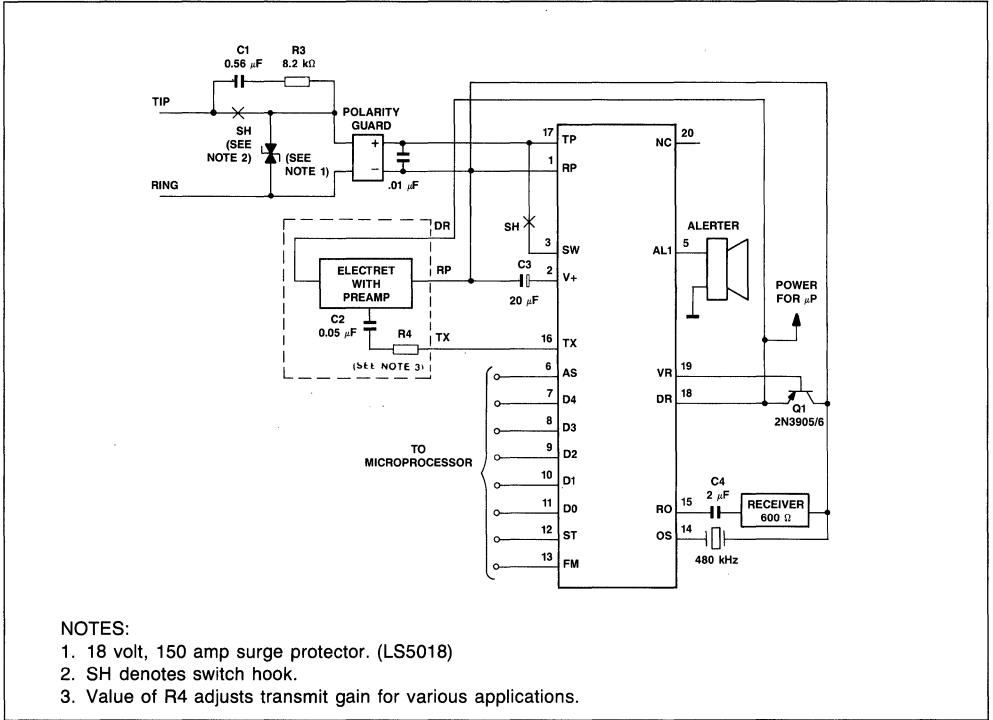 C1
0.56 µF
R3
8.2 kΩ
TIP
SH
(SEE
NOTE 2)
(SEE
NOTE 1)
RING
POLARITY
GUARD
+
−
.01 µF
17 TP
1 RP
SH
3 SW
C3
2 V+
20 µF
DR
ELECTRET
WITH
PREAMP
RP
C2
0.05 µF
R4
TX
(SEE NOTE 3)
16 TX
6 AS
7 D4
8 D3
9 D2
10 D1
11 D0
12 ST
13 FM
TO
MICROPROCESSOR
NC 20
ALERTER
AL1 5
POWER
FOR µP
VR 19
DR 18
Q1
2N3905/6
C4
2 µF
RO 15
RECEIVER
600 Ω
OS 14
480 kHz
NOTES:
1. 18 volt, 150 amp surge protector. (LS5018)
2. SH denotes switch hook.
3. Value of R4 adjusts transmit gain for various applications.